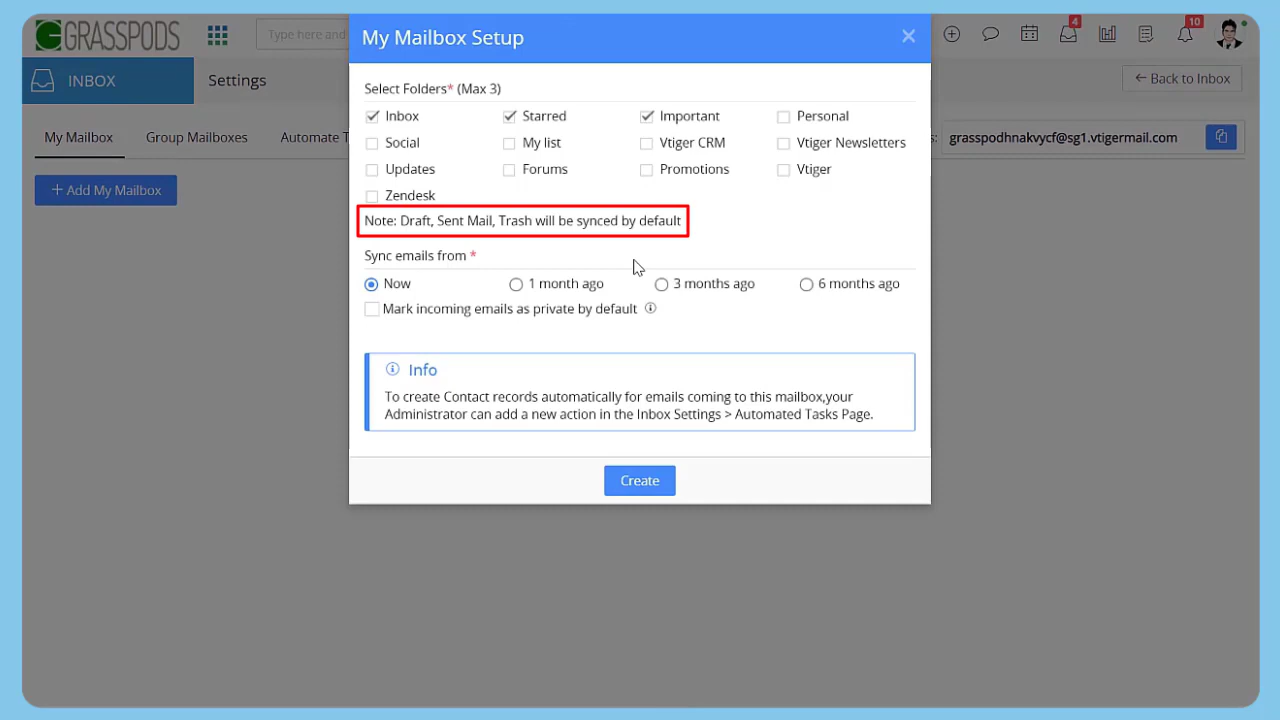 GRASSPODS
Type here and
My Mailbox Setup
4
10
INBOX
Settings
← Back to Inbox
My Mailbox
Group Mailboxes
Automate T
s:
grasspodhnakvycf@sg1.vtigermail.com
+ Add My Mailbox
Select Folders* (Max 3)
Inbox
Starred
Important
Personal
Social
My list
Vtiger CRM
Vtiger Newsletters
Updates
Forums
Promotions
Vtiger
Zendesk
Note: Draft, Sent Mail, Trash will be synced by default
Sync emails from *
Now
1 month ago
3 months ago
6 months ago
Mark incoming emails as private by default
Info
To create Contact records automatically for emails coming to this mailbox,your
Administrator can add a new action in the Inbox Settings > Automated Tasks Page.
Create